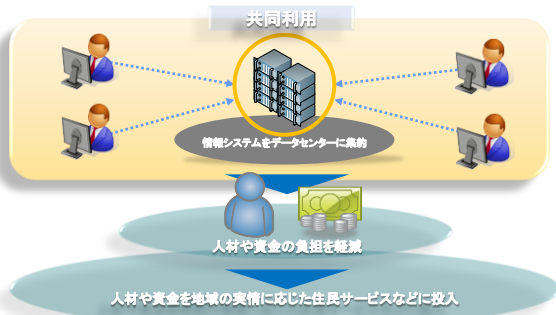 共同利用
情報システムをデータセンターに集約
人材や資金の負担を軽減
人材や資金を地域の実情に応じた住民サービスなどに投入